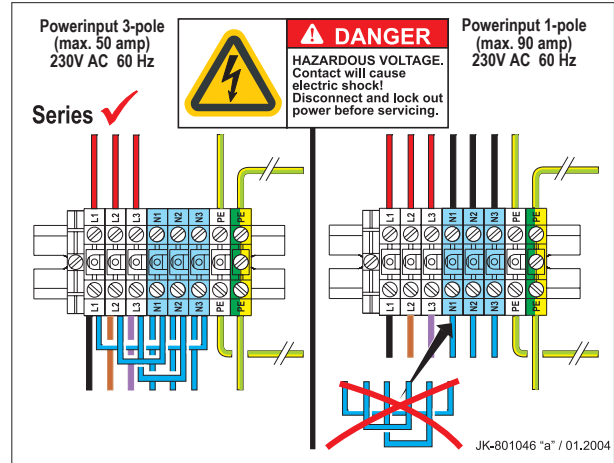 Powerinput 3-pole
(max. 50 amp)
230V AC 60 Hz
Series
DANGER
HAZARDOUS VOLTAGE.
Contact will cause
electric shock!
Disconnect and lock out
power before servicing.
Powerinput 1-pole
(max. 90 amp)
230V AC 60 Hz
L1 L2 L3 N1 N2 N3 PE PE
L1 L2 L3 N1 N2 N3 PE PE
L1 L2 L3 N1 N2 N3 PE PE
L1 L2 L3 N1 N2 N3 PE PE
JK-801046 “a” / 01.2004